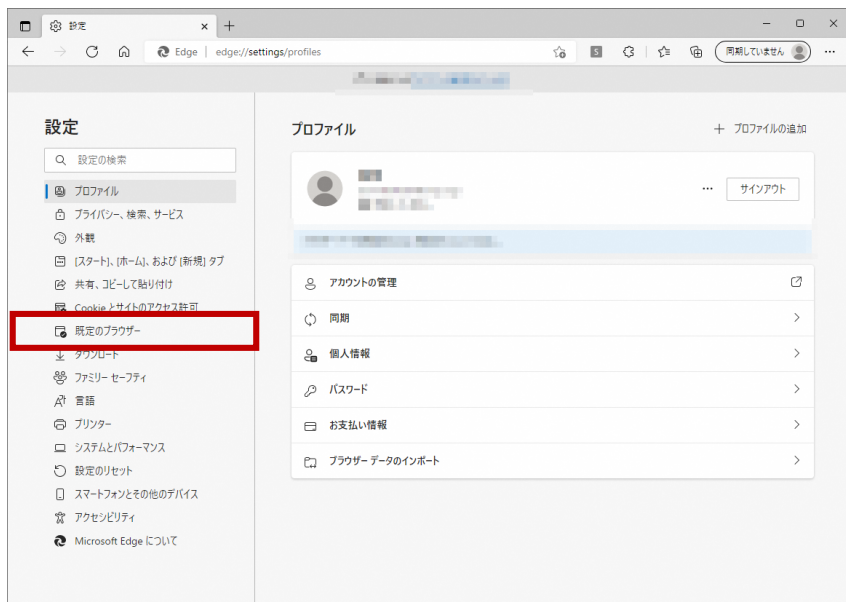 設定
Edge
edge://settings/profiles
S
同期していません
設定
設定の検索
プロファイル
プライバシー、検索、サービス
外観
[スタート]、[ホーム]、および [新規] タブ
共有、コピーして貼り付け
Cookie とサイトのアクセス許可
既定のブラウザー
ダウンロード
ファミリー セーフティ
言語
プリンター
システムとパフォーマンス
設定のリセット
スマートフォンとその他のデバイス
アクセシビリティ
Microsoft Edge について
プロファイル
プロファイルの追加
サインアウト
アカウントの管理
同期
個人情報
パスワード
お支払い情報
ブラウザー データのインポート